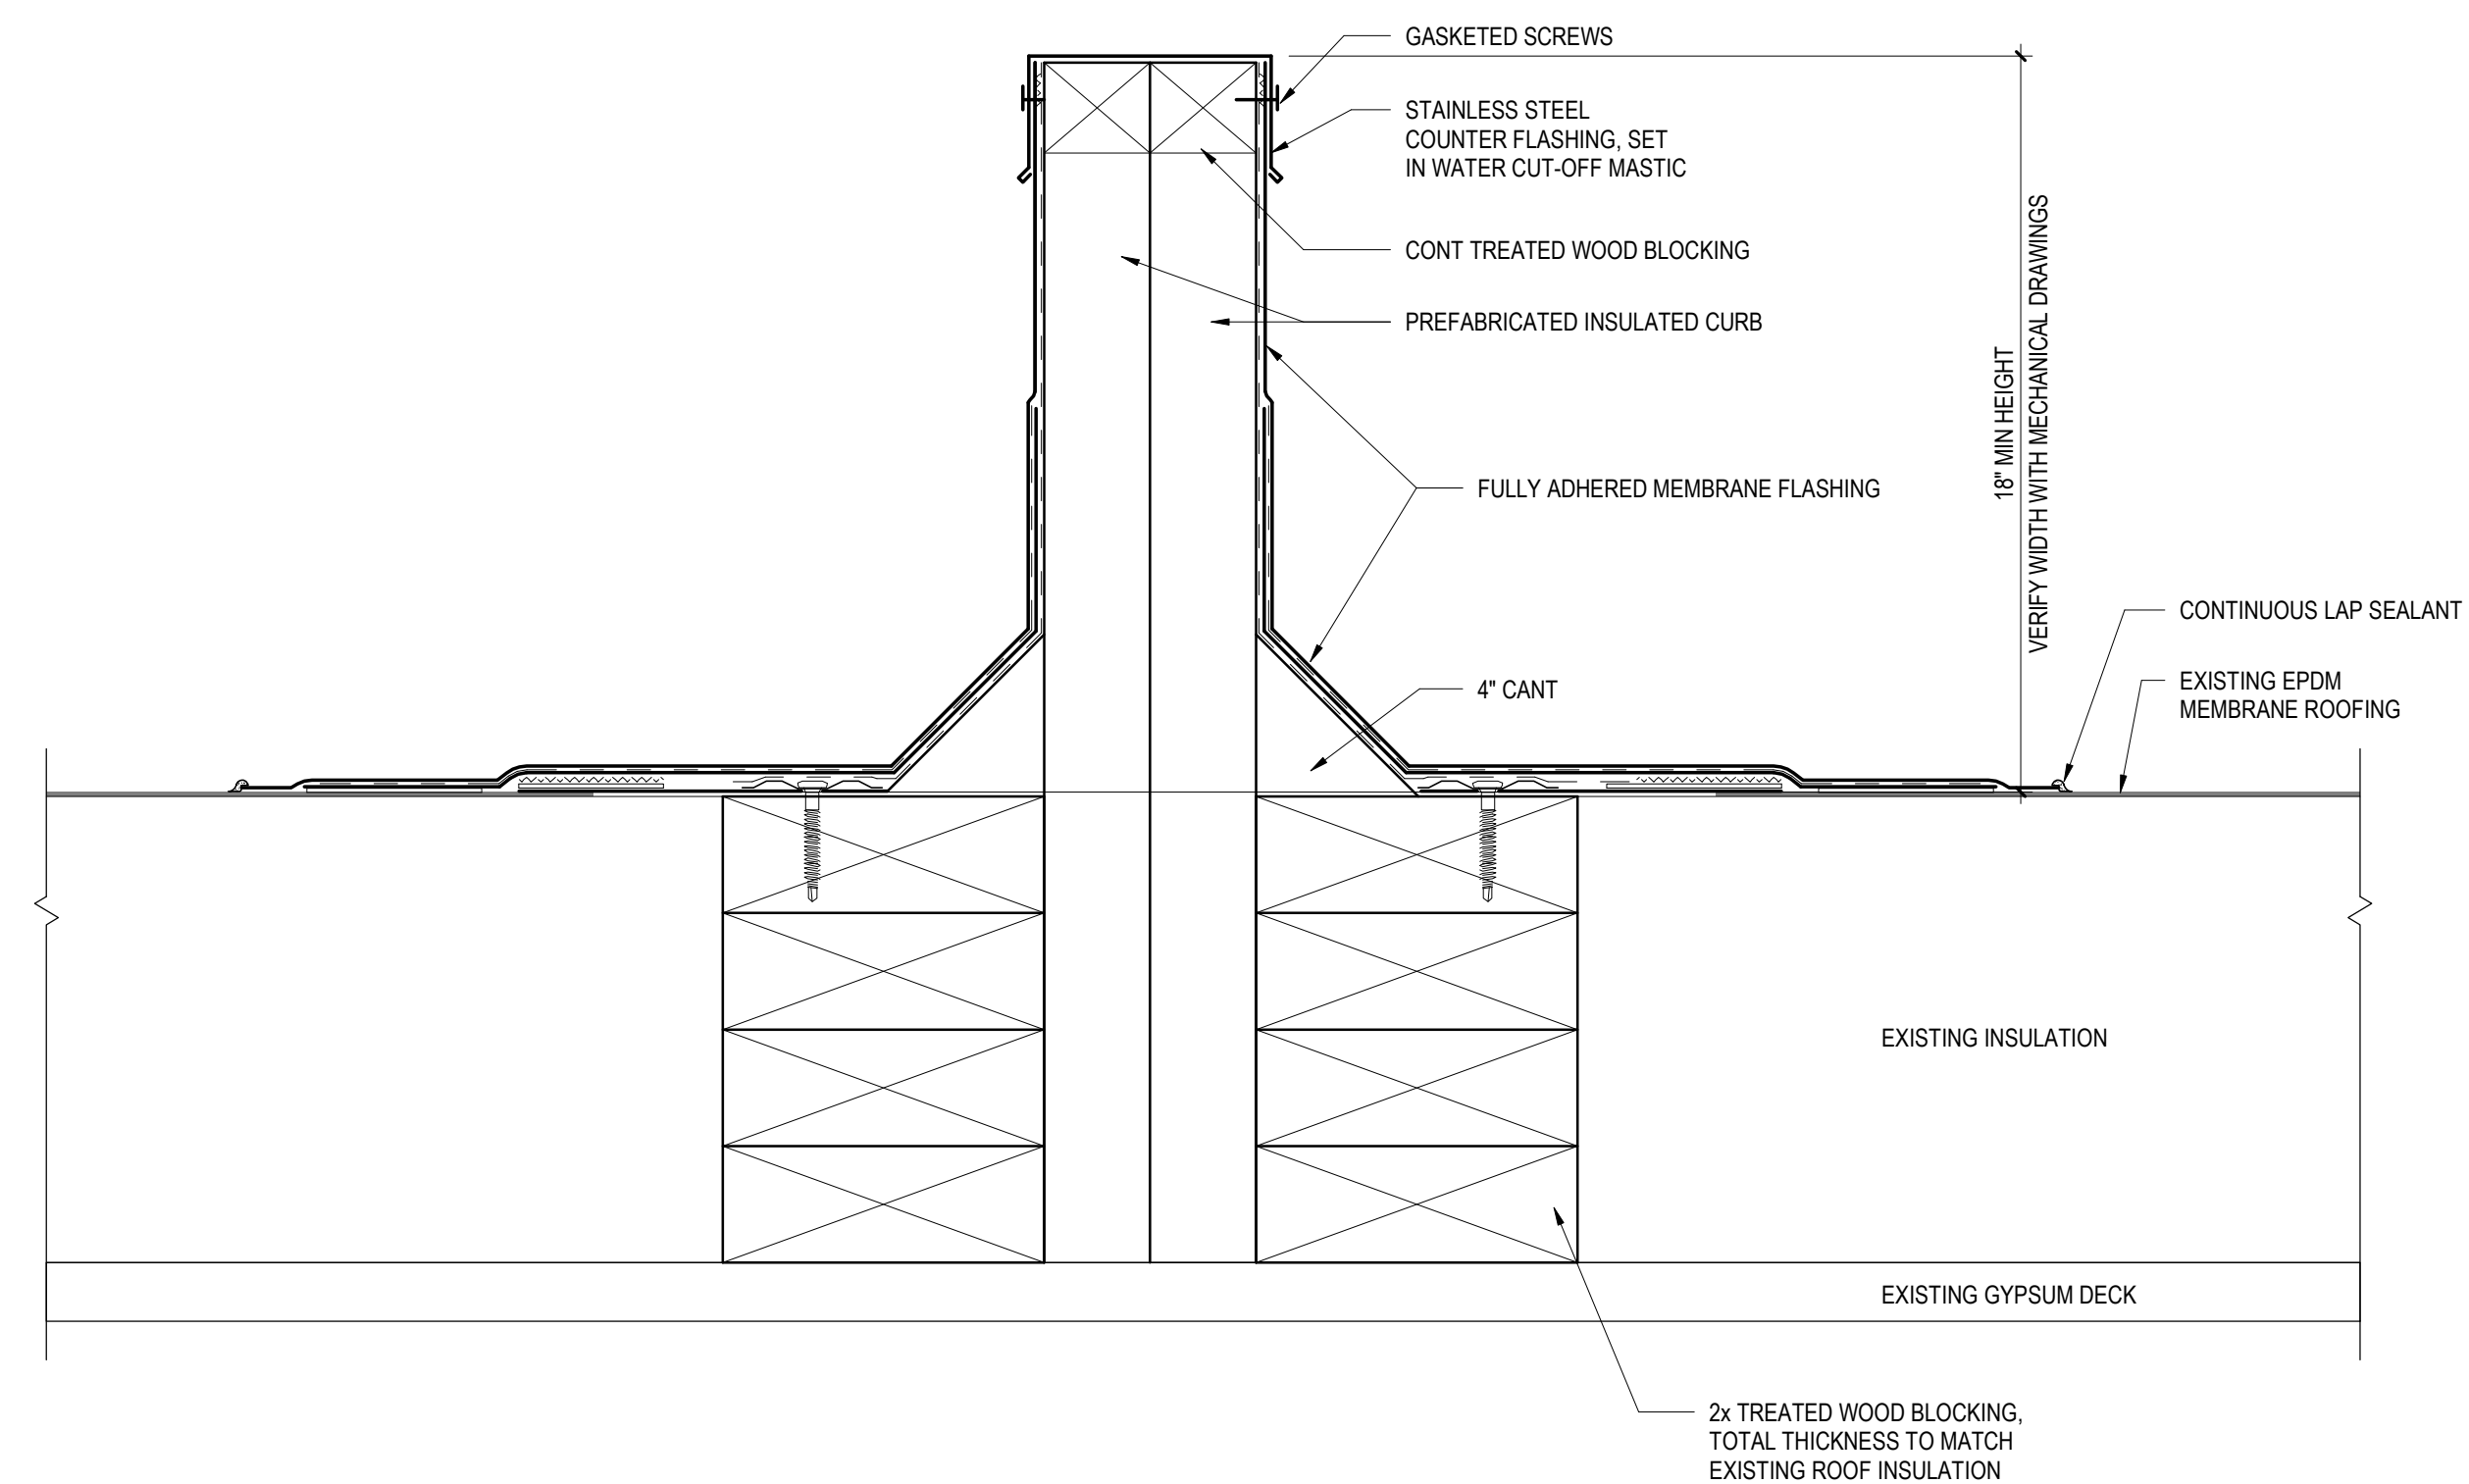 GASKETED SCREWS
STAINLESS STEEL
COUNTER FLASHING, SET
IN WATER CUT-OFF MASTIC
CONT TREATED WOOD BLOCKING
PREFABRICATED INSULATED CURB
18" MIN HEIGHT
VERIFY WIDTH WITH MECHANICAL DRAWINGS
FULLY ADHERED MEMBRANE FLASHING
CONTINUOUS LAP SEALANT
4" CANT
EXISTING EPDM
MEMBRANE ROOFING
EXISTING INSULATION
EXISTING GYPSUM DECK
2x TREATED WOOD BLOCKING,
TOTAL THICKNESS TO MATCH
EXISTING ROOF INSULATION